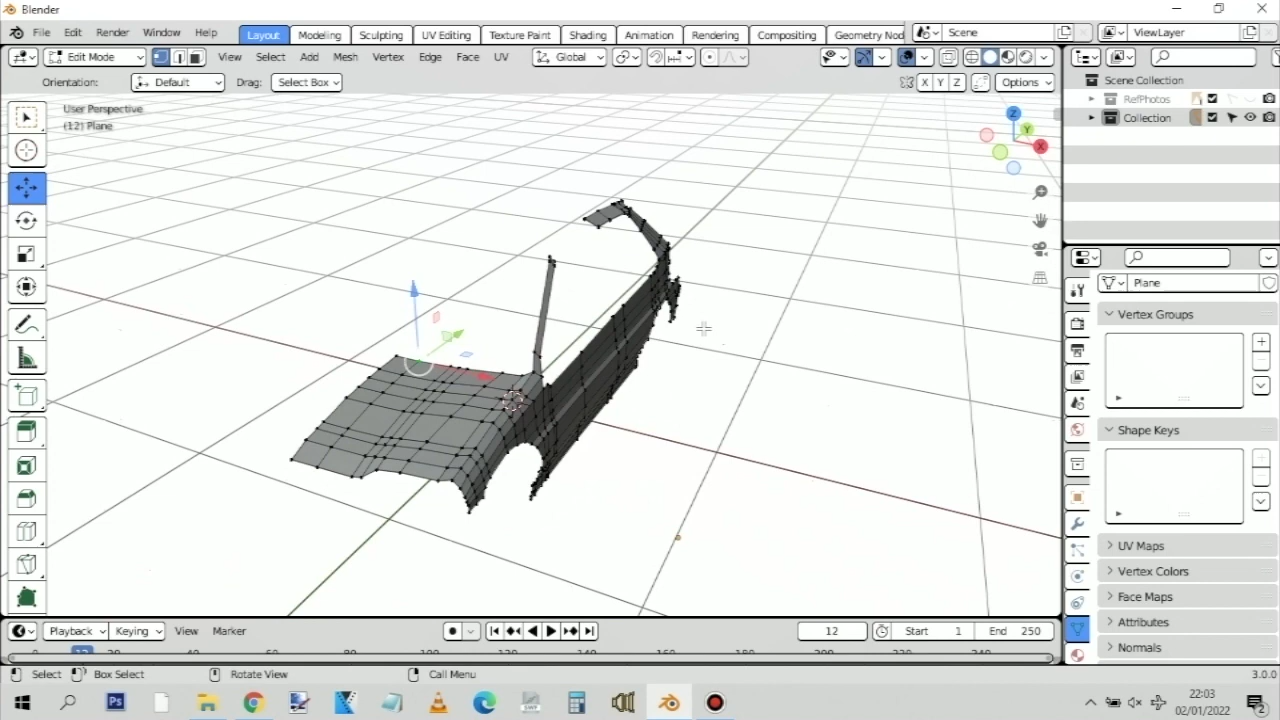 Blender
File Edit Render Window Help Layout Modeling Sculpting UV Editing Texture Paint Shading Animation Rendering Compositing Geometry Nod Scene ViewLayer
Edit Mode View Select Add Mesh Vertex Edge Face UV Global
Orientation: Default Drag: Select Box X Y Z Options
Scene Collection
RefPhotos
Collection
User Perspective
(12) Plane
Z
Y
X
Plane
Vertex Groups
Shape Keys
UV Maps
Vertex Colors
Face Maps
Attributes
Normals
Playback Keying View Marker 12 Start 1 End 250
Select Box Select Rotate View Call Menu 3.0.0
Ps
22:03
02/01/2022
2